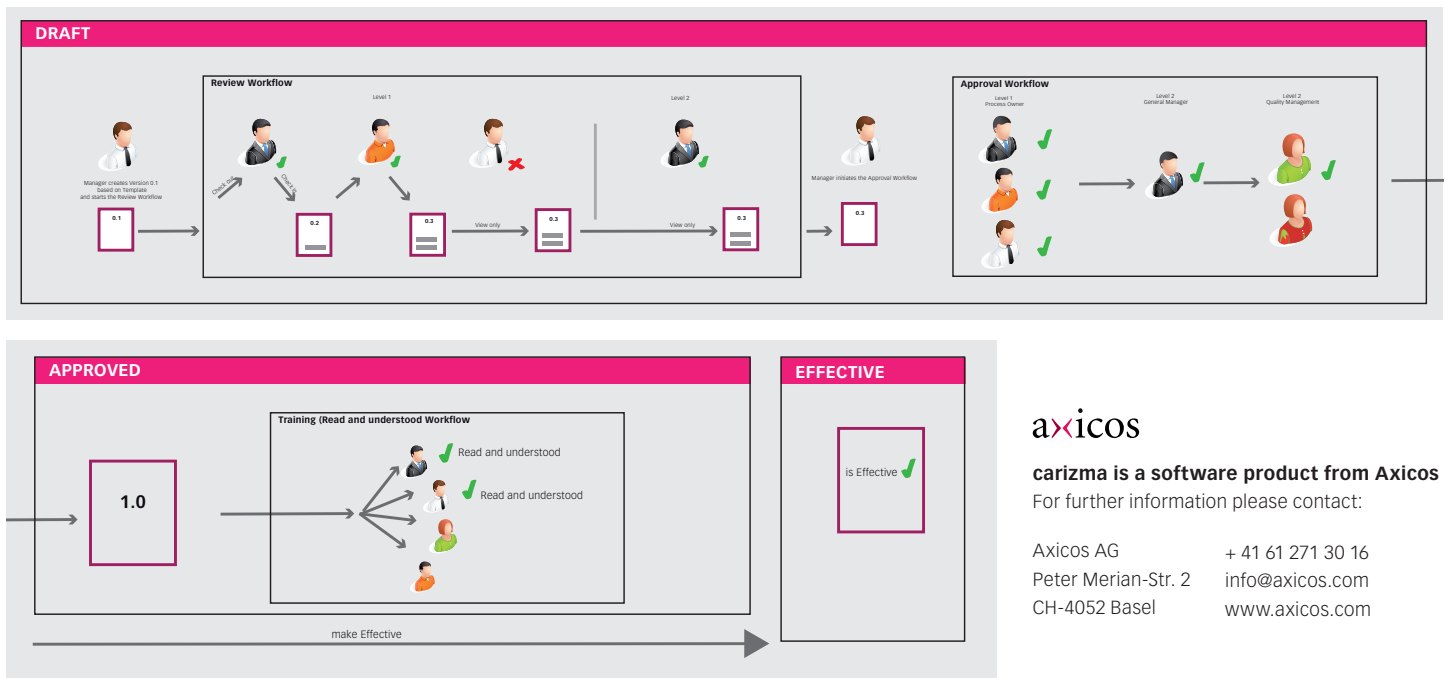 DRAFT
Review Workflow
Level 1
Level 2
Manager creates Version 0.1
based on Template
and starts the Review Workflow
0.1
Check out
Check in
0.2
0.3
View only
0.3
View only
0.3
Manager initiates the Approval Workflow
0.3
Approval Workflow
Level 1
Process Owner
Level 2
General Manager
Level 2
Quality Management
APPROVED
1.0
Training (Read and understood Workflow
Read and understood
Read and understood
make Effective
EFFECTIVE
is Effective
axicos
carizma is a software product from Axicos
For further information please contact:
Axicos AG
Peter Merian-Str. 2
CH-4052 Basel
+ 41 61 271 30 16
info@axicos.com
www.axicos.com